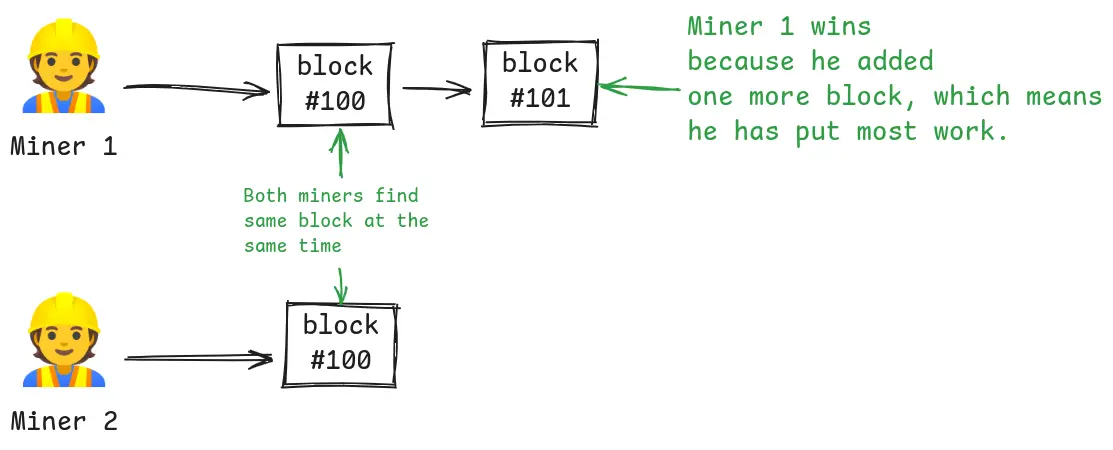 block
#100
block
#101
Miner 1 wins
because he added
one more block, which means
he has put most work.
Miner 1
Both miners find
same block at the
same time
block
#100
Miner 2